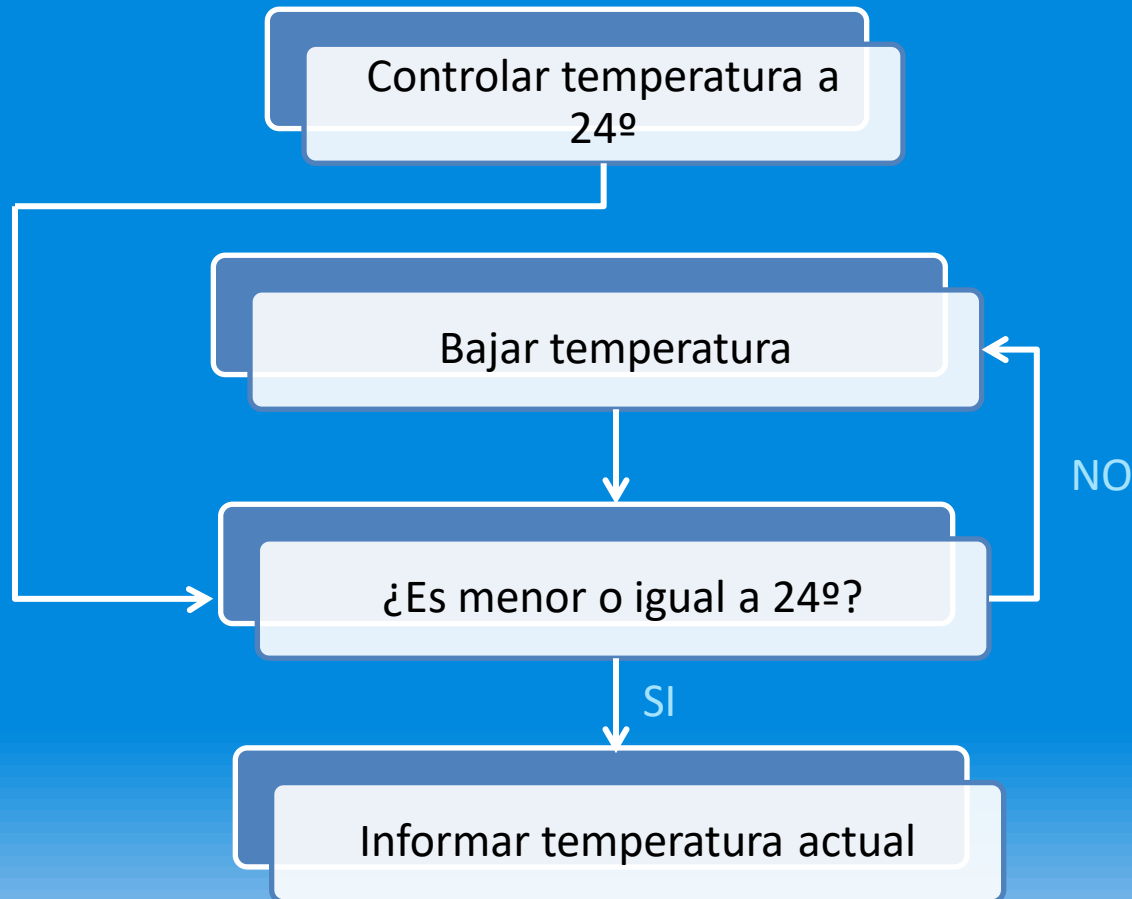 Controlar temperatura a
24º
Bajar temperatura
NO
¿Es menor o igual a 24º?
SI
Informar temperatura actual